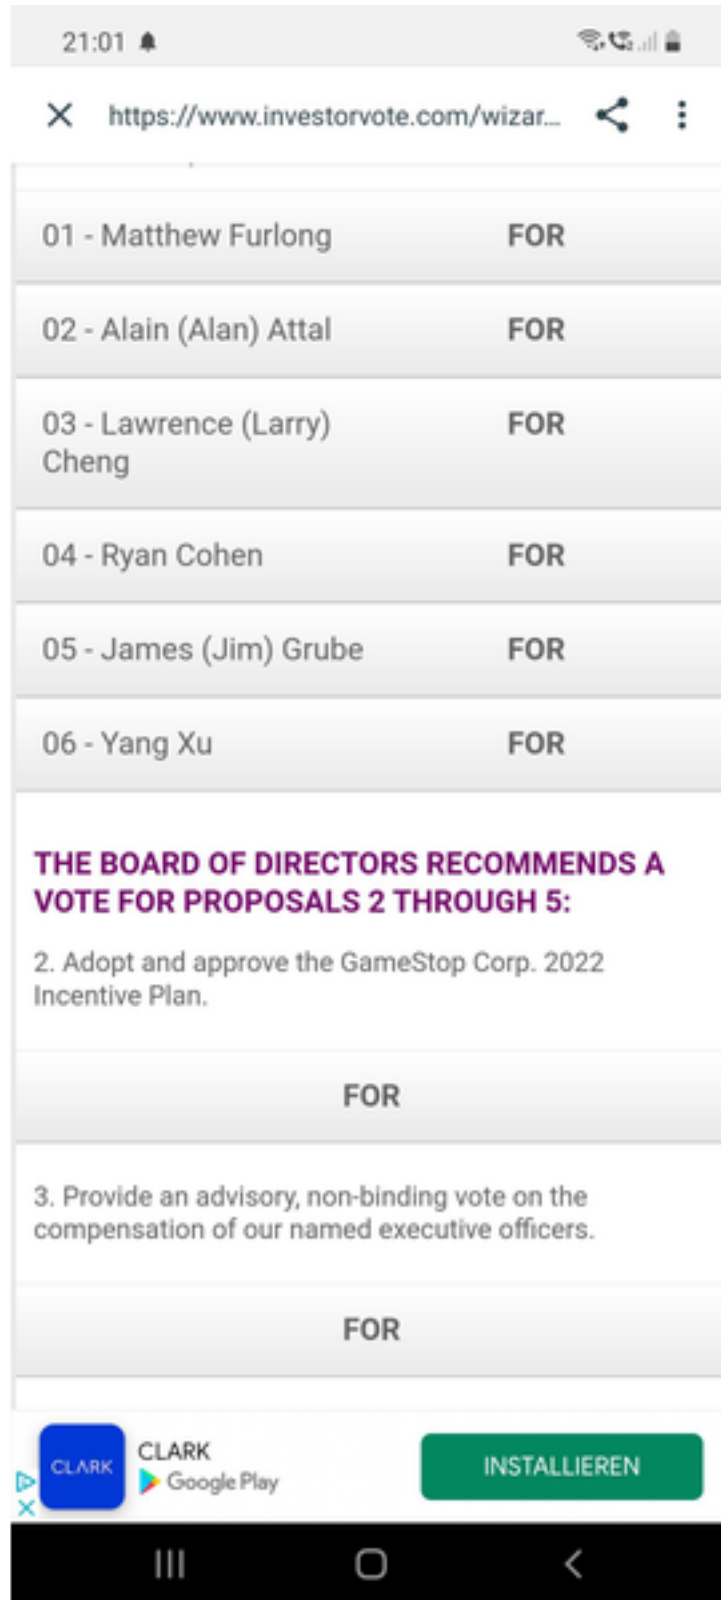 21:01
https://www.investorvote.com/wizar...
01 - Matthew Furlong FOR
02 - Alain (Alan) Attal FOR
03 - Lawrence (Larry) FOR
Cheng
04 - Ryan Cohen FOR
05 - James (Jim) Grube FOR
06 - Yang Xu FOR
THE BOARD OF DIRECTORS RECOMMENDS A
VOTE FOR PROPOSALS 2 THROUGH 5:
2. Adopt and approve the GameStop Corp. 2022
Incentive Plan.
FOR
3. Provide an advisory, non-binding vote on the
compensation of our named executive officers.
FOR
CLARK
CLARK
Google Play
INSTALLIEREN